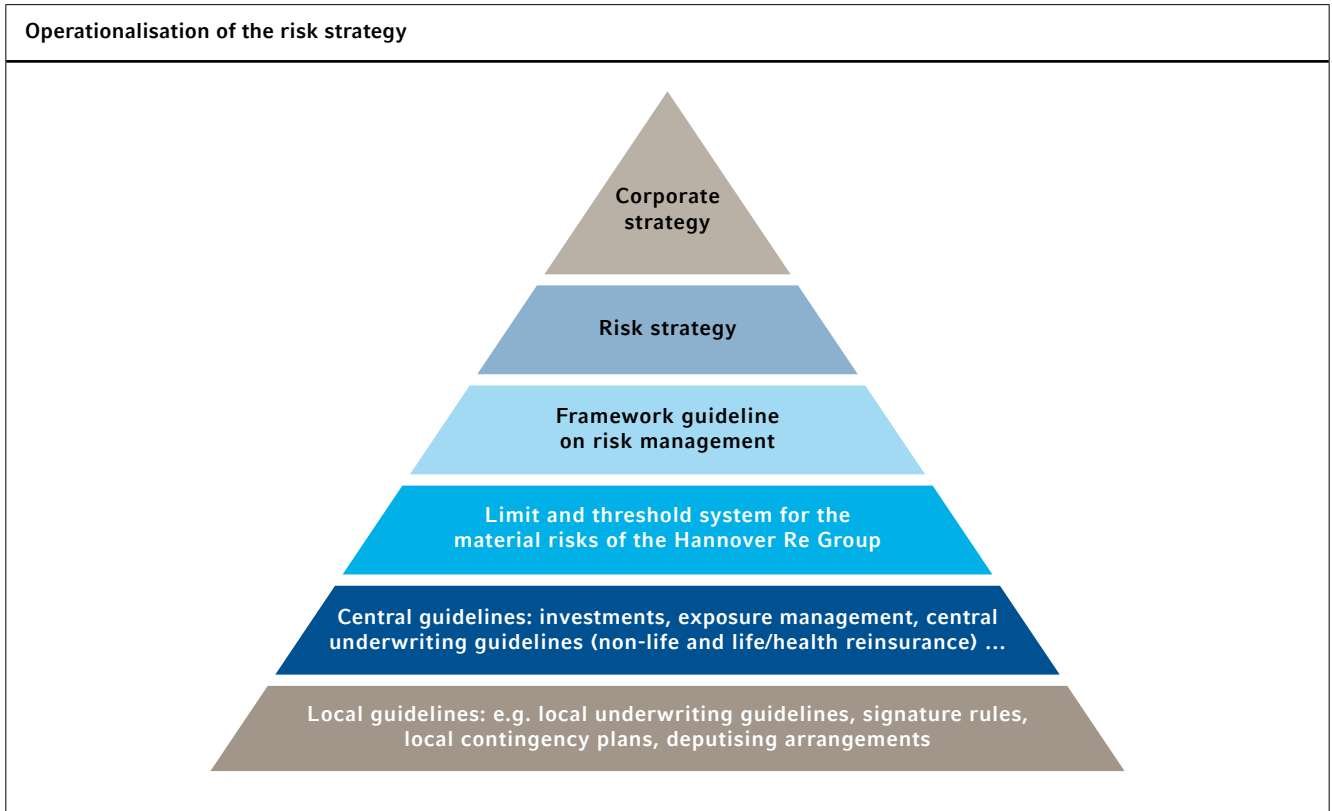 Operationalisation of the risk strategy
Corporate
strategy
Risk strategy
Framework guideline
on risk management
Limit and threshold system for the
material risks of the Hannover Re Group
Central guidelines: investments, exposure management, central
underwriting guidelines (non-life and life/health reinsurance) …
Local guidelines: e.g. local underwriting guidelines, signature rules,
local contingency plans, deputising arrangements